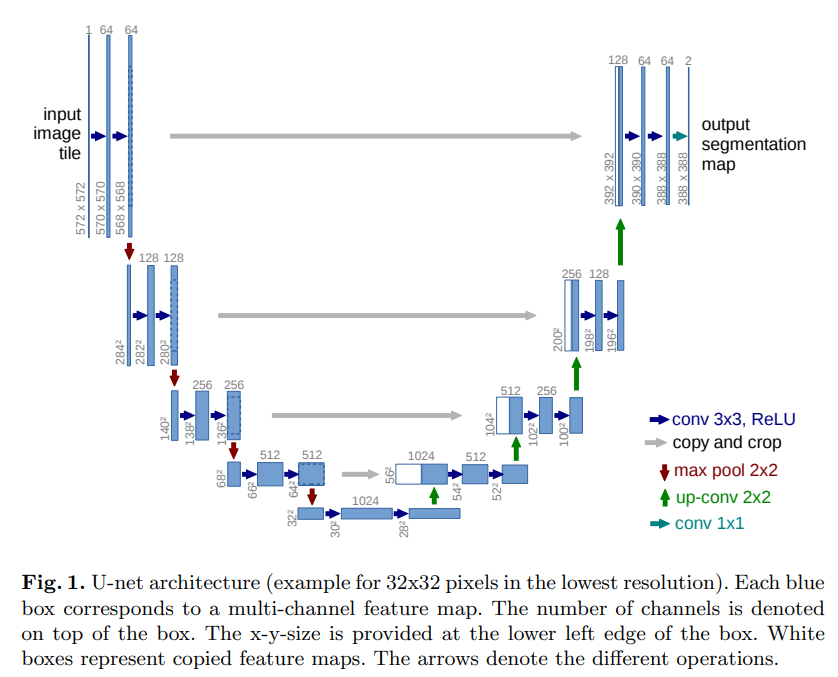 1 64 64
128 64 64 2
input
image
tile
output
segmentation
map
572 x 572
570 x 570
568 x 568
392 x 392
390 x 390
388 x 388
388 x 388
128 128
256 128
284²
282²
280²
200²
198²
196²
256 256
512 256
140²
138²
136²
104²
102²
100²
512 512
1024 512
68²
66²
64²
56²
54²
52²
1024
32²
30²
28²
conv 3x3, ReLU
copy and crop
max pool 2x2
up-conv 2x2
conv 1x1
Fig. 1. U-net architecture (example for 32x32 pixels in the lowest resolution). Each blue
box corresponds to a multi-channel feature map. The number of channels is denoted
on top of the box. The x-y-size is provided at the lower left edge of the box. White
boxes represent copied feature maps. The arrows denote the different operations.